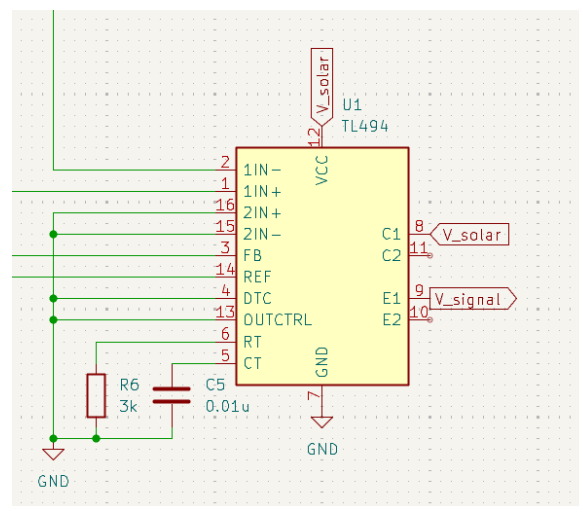 V_solar
U1
TL494
12
VCC
2 1IN-
1 1IN+
16 2IN+
15 2IN-
3 FB
14 REF
4 DTC
13 OUTCTRL
6 RT
5 CT
C1 8 V_solar
C2 11
E1 9 V_signal
E2 10
GND
7
GND
R6
3k
C5
0.01u
GND